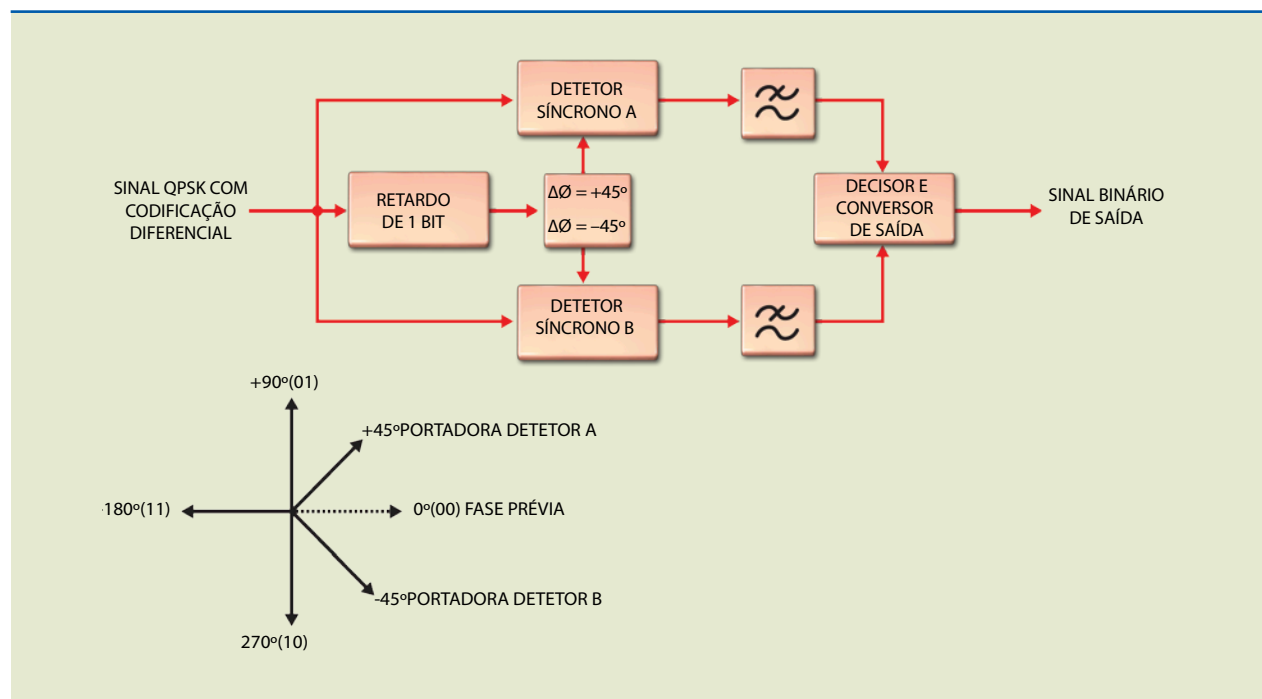 DETETOR
SÍNCRONO A
SINAL QPSK COM
CODIFICAÇÃO
DIFERENCIAL
RETARDO
DE 1 BIT
ΔØ = +45º
ΔØ = –45º
DECISOR E
CONVERSOR
DE SAÍDA
SINAL BINÁRIO
DE SAÍDA
DETETOR
SÍNCRONO B
+90º(01)
+45ºPORTADORA DETETOR A
-180º(11)
0º(00) FASE PRÉVIA
-45ºPORTADORA DETETOR B
270º(10)